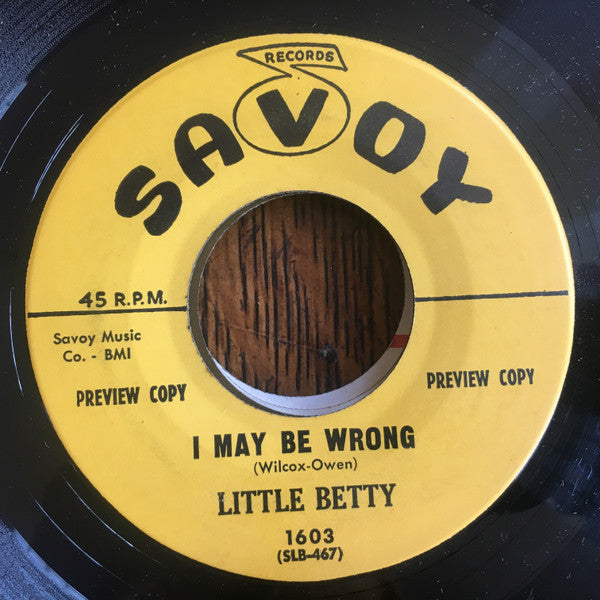 RECORDS
SAVOY
45 R.P.M.
Savoy Music
Co. - BMI
PREVIEW COPY
PREVIEW COPY
I MAY BE WRONG
(Wilcox-Owen)
LITTLE BETTY
1603
(SLB-467)